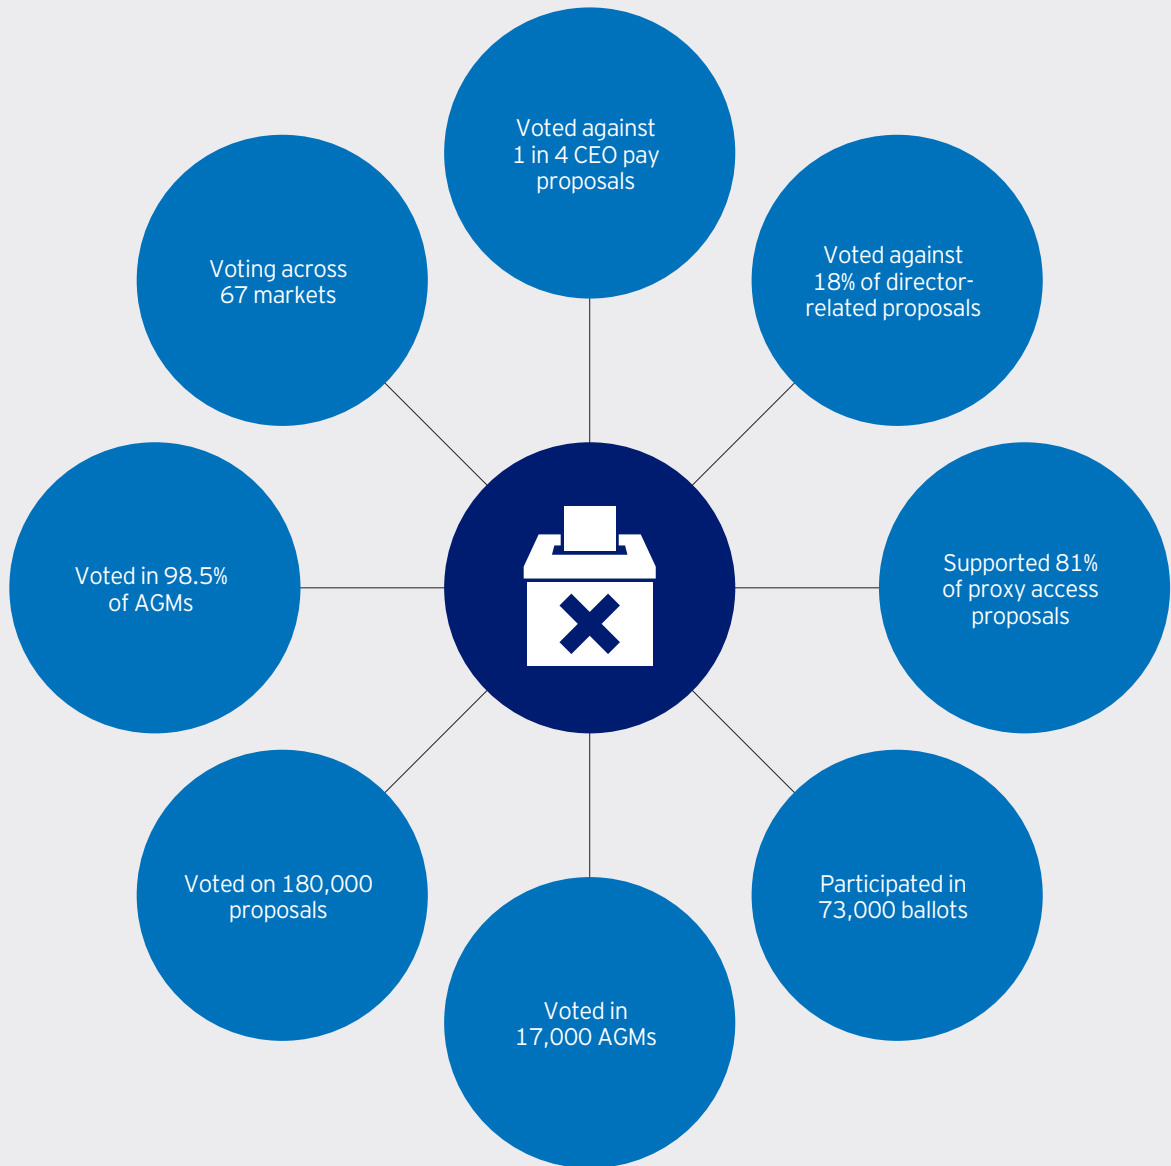 Voted against
1 in 4 CEO pay
proposals
Voted against
18% of director-
related proposals
Supported 81%
of proxy access
proposals
Participated in
73,000 ballots
Voted in
17,000 AGMs
Voted on 180,000
proposals
Voted in 98.5%
of AGMs
Voting across
67 markets